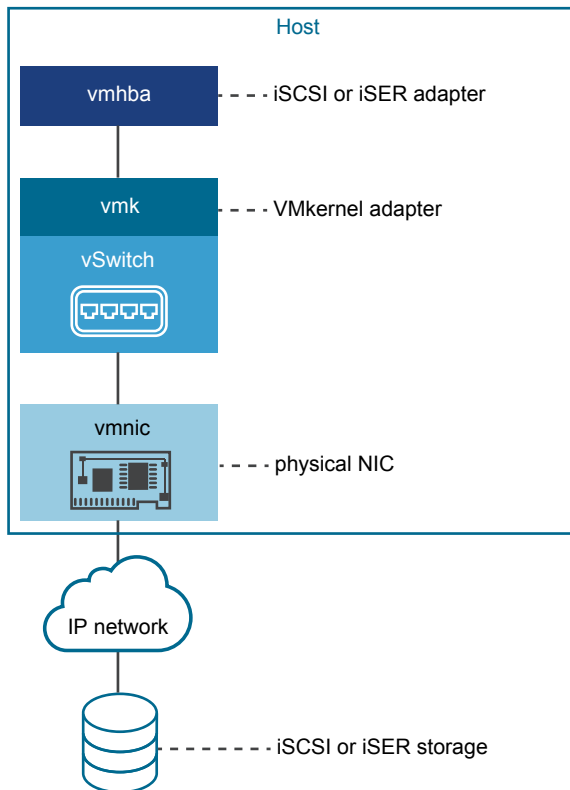 Host
vmhba
iSCSI or iSER adapter
vmk
VMkernel adapter
vSwitch
vmnic
physical NIC
IP network
iSCSI or iSER storage